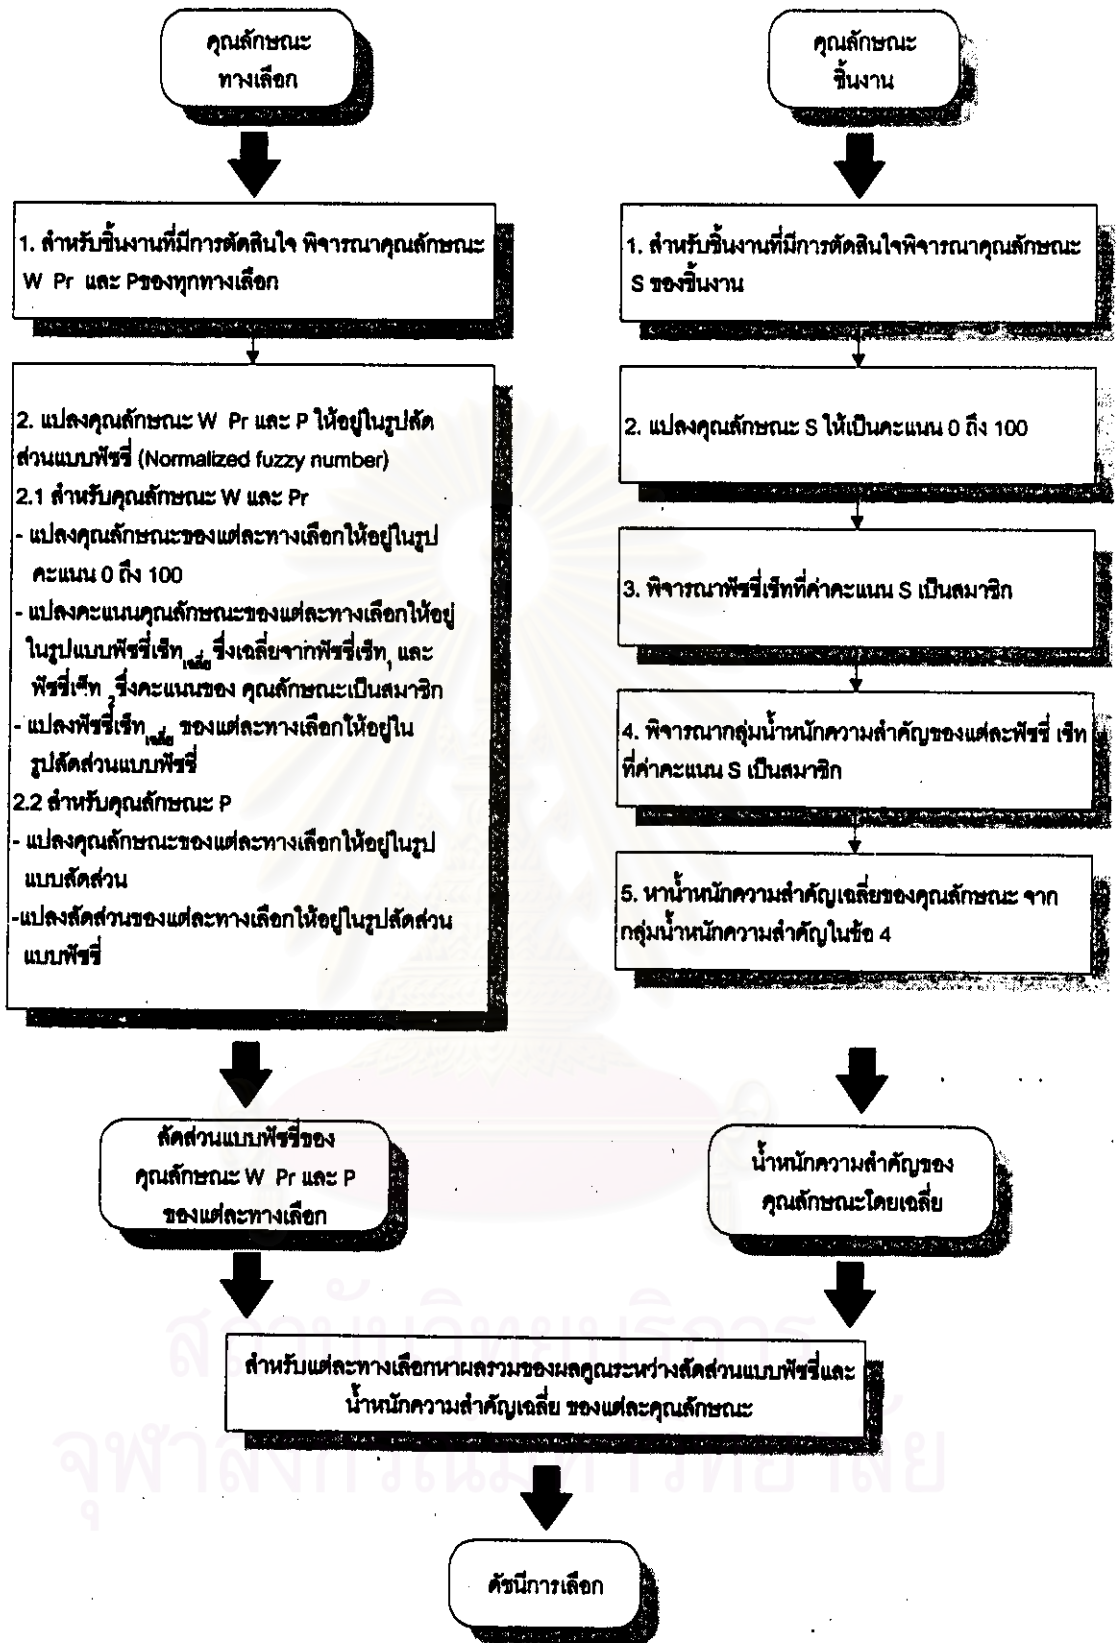 คุณลักษณะ
ทางเลือก
1. สำหรับชิ้นงานที่มีการตัดสินใจ พิจารณาคุณลักษณะ
W Pr และ Pของทุกทางเลือก
2. แปลงคุณลักษณะ W Pr และ P ให้อยู่ในรูปสัด
ส่วนแบบฟัซซี่ (Normalized fuzzy number)
2.1 สำหรับคุณลักษณะ W และ Pr
- แปลงคุณลักษณะของแต่ละทางเลือกให้อยู่ในรูป
คะแนน 0 ถึง 100
- แปลงคะแนนคุณลักษณะของแต่ละทางเลือกให้อยู่
ในรูปแบบฟัซซี่เซ็ท เฉลี่ย ซึ่งเฉลี่ยจากฟัซซี่เซ็ท 1 และ
ฟัซซี่เซ็ท 2 ซึ่งคะแนนของ คุณลักษณะเป็นสมาชิก
- แปลงฟัซซี่เซ็ท เฉลี่ย ของแต่ละทางเลือกให้อยู่ใน
รูปสัดส่วนแบบฟัซซี่
2.2 สำหรับคุณลักษณะ P
- แปลงคุณลักษณะของแต่ละทางเลือกให้อยู่ในรูป
แบบสัดส่วน
-แปลงสัดส่วนของแต่ละทางเลือกให้อยู่ในรูปสัดส่วน
แบบฟัซซี่
สัดส่วนแบบฟัซซี่ของ
คุณลักษณะ W Pr และ P
ของแต่ละทางเลือก
คุณลักษณะ
ชิ้นงาน
1. สำหรับชิ้นงานที่มีการตัดสินใจพิจารณาคุณลักษณะ
S ของชิ้นงาน
2. แปลงคุณลักษณะ S ให้เป็นคะแนน 0 ถึง 100
3. พิจารณาฟัซซี่เซ็ทที่ค่าคะแนน S เป็นสมาชิก
4. พิจารณากลุ่มน้ำหนักความสำคัญของแต่ละฟัซซี่ เซ็ท
ที่ค่าคะแนน S เป็นสมาชิก
5. หาน้ำหนักความสำคัญเฉลี่ยของคุณลักษณะ จาก
กลุ่มน้ำหนักความสำคัญในข้อ 4
น้ำหนักความสำคัญของ
คุณลักษณะโดยเฉลี่ย
สำหรับแต่ละทางเลือกหาผลรวมของผลคูณระหว่างสัดส่วนแบบฟัซซี่และ
น้ำหนักความสำคัญเฉลี่ย ของแต่ละคุณลักษณะ
ดัชนีการเลือก
สถาบันวิทยบริการ
จุฬาลงกรณ์มหาวิทยาลัย